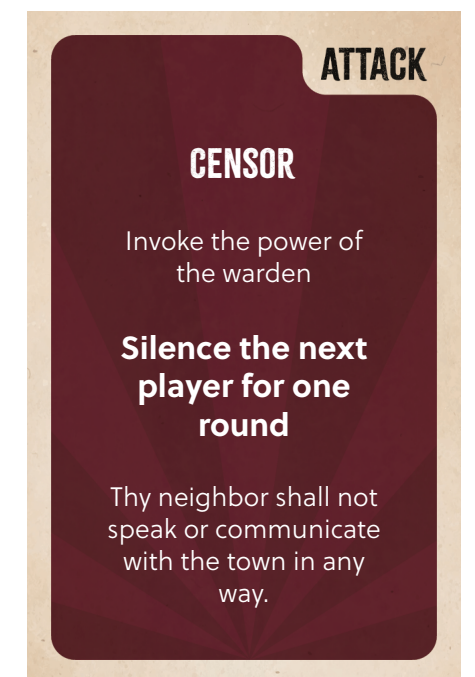 ATTACK
CENSOR
Invoke the power of
the warden
Silence the next
player for one
round
Thy neighbor shall not
speak or communicate
with the town in any
way.